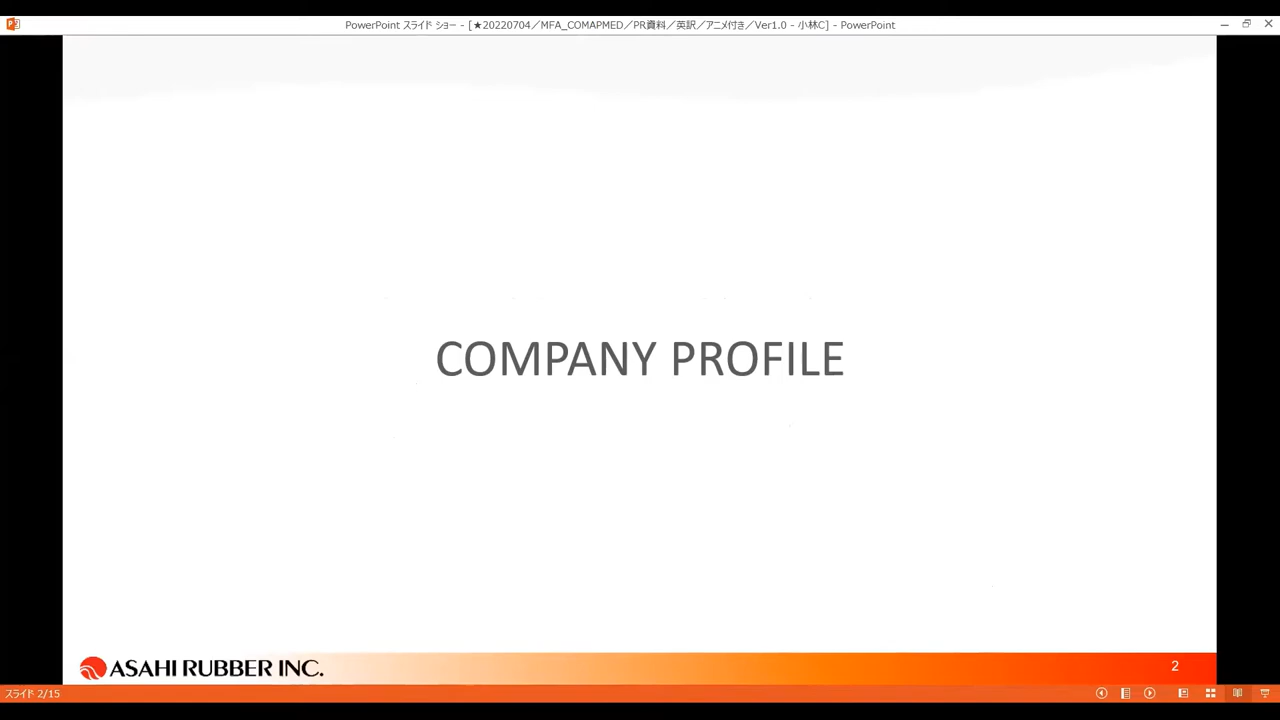 PowerPoint スライド ショー - [★20220704／MFA_COMAPMED／PR資料／英訳／アニメ付き／Ver1.0 - 小林C] - PowerPoint
COMPANY PROFILE
ASAHI RUBBER INC.
2
スライド 2/15